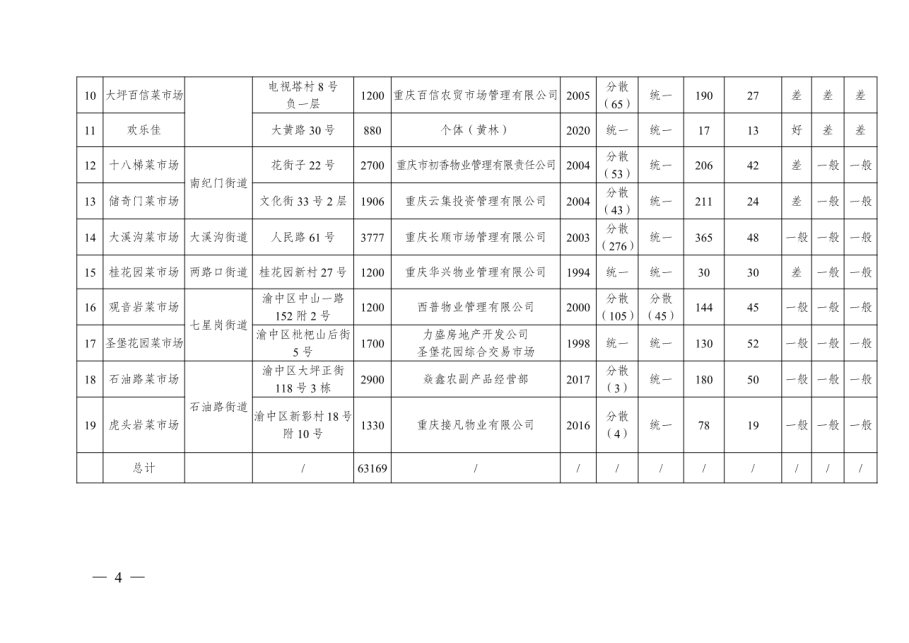 10 大坪百信菜市场 电视塔村 8 号 负一层 1200 重庆百信农贸市场管理有限公司 2005 分散（65） 统一 190 27 差 差 差
11 欢乐佳 大黄路 30 号 880 个体（黄林） 2020 统一 统一 17 13 好 差 差
12 十八梯菜市场 南纪门街道 花街子 22 号 2700 重庆市初香物业管理有限责任公司 2004 分散（53） 统一 206 42 差 一般 一般
13 储奇门菜市场 文化街 33 号 2 层 1906 重庆云集投资管理有限公司 2004 分散（43） 统一 211 24 差 一般 一般
14 大溪沟菜市场 大溪沟街道 人民路 61 号 3777 重庆长顺市场管理有限公司 2003 分散（276） 统一 365 48 一般 一般 一般
15 桂花园菜市场 两路口街道 桂花园新村 27 号 1200 重庆华兴物业管理有限公司 1994 统一 统一 30 30 差 一般 一般
16 观音岩菜市场 七星岗街道 渝中区中山一路 152 附 2 号 1200 西普物业管理有限公司 2000 分散（105） 分散（45） 144 45 一般 一般 一般
17 圣堡花园菜市场 渝中区枇杷山后街 5 号 1700 力盛房地产开发公司 圣堡花园综合交易市场 1998 统一 统一 130 52 一般 一般 一般
18 石油路菜市场 石油路街道 渝中区大坪正街 118 号 3 栋 2900 焱鑫农副产品经营部 2017 分散（3） 统一 180 50 一般 一般 一般
19 虎头岩菜市场 渝中区新影村 18 号附 10 号 1330 重庆接凡物业有限公司 2016 分散（4） 统一 78 19 一般 一般 一般
总计 / 63169 / / / / / / / / /
— 4 —